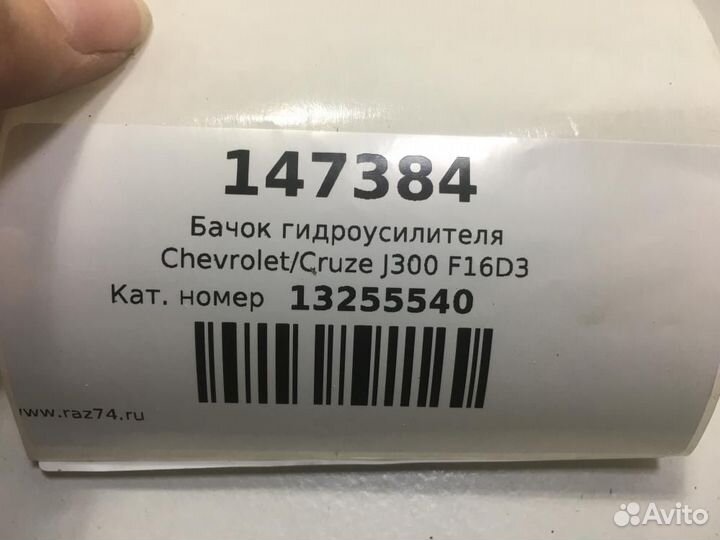 147384
Бачок гидроусилителя
Chevrolet/Cruze J300 F16D3
Кат. номер 13255540
www.raz74.ru
Avito